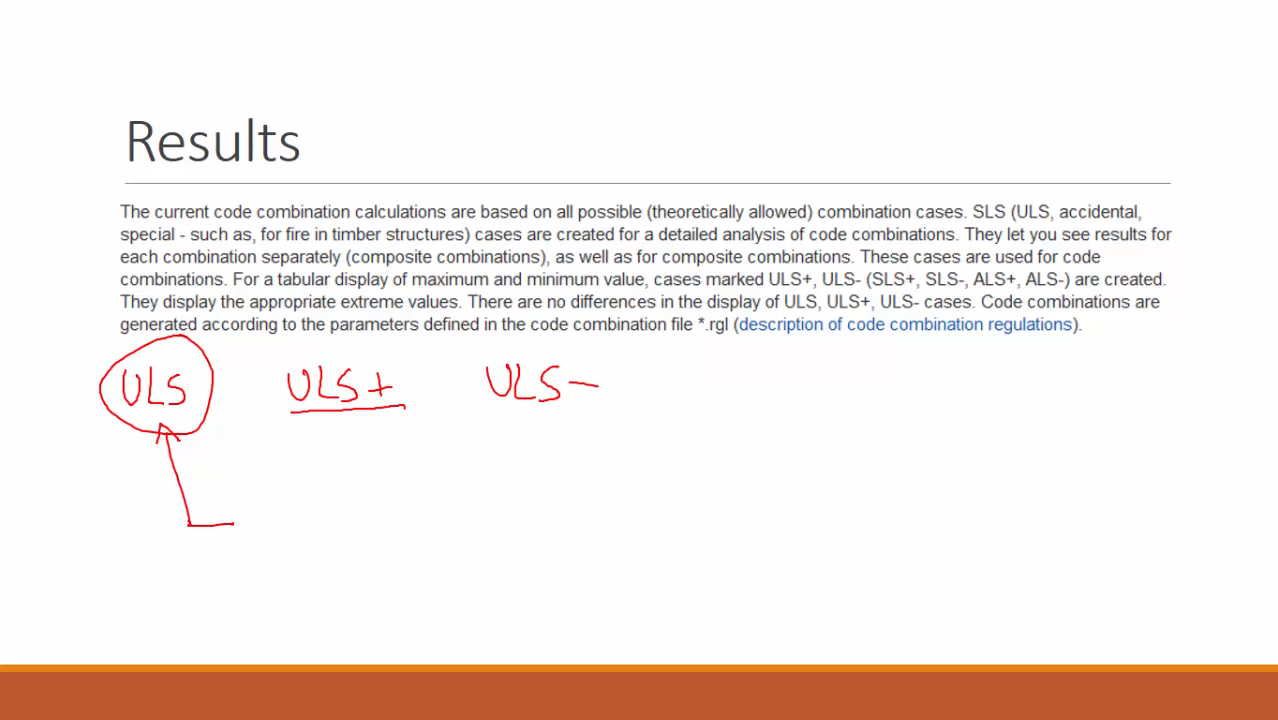 Results
The current code combination calculations are based on all possible (theoretically allowed) combination cases. SLS (ULS, accidental,
special - such as, for fire in timber structures) cases are created for a detailed analysis of code combinations. They let you see results for
each combination separately (composite combinations), as well as for composite combinations. These cases are used for code
combinations. For a tabular display of maximum and minimum value, cases marked ULS+, ULS- (SLS+, SLS-, ALS+, ALS-) are created.
They display the appropriate extreme values. There are no differences in the display of ULS, ULS+, ULS- cases. Code combinations are
generated according to the parameters defined in the code combination file *.rgl (description of code combination regulations).
ULS ULS+ ULS-